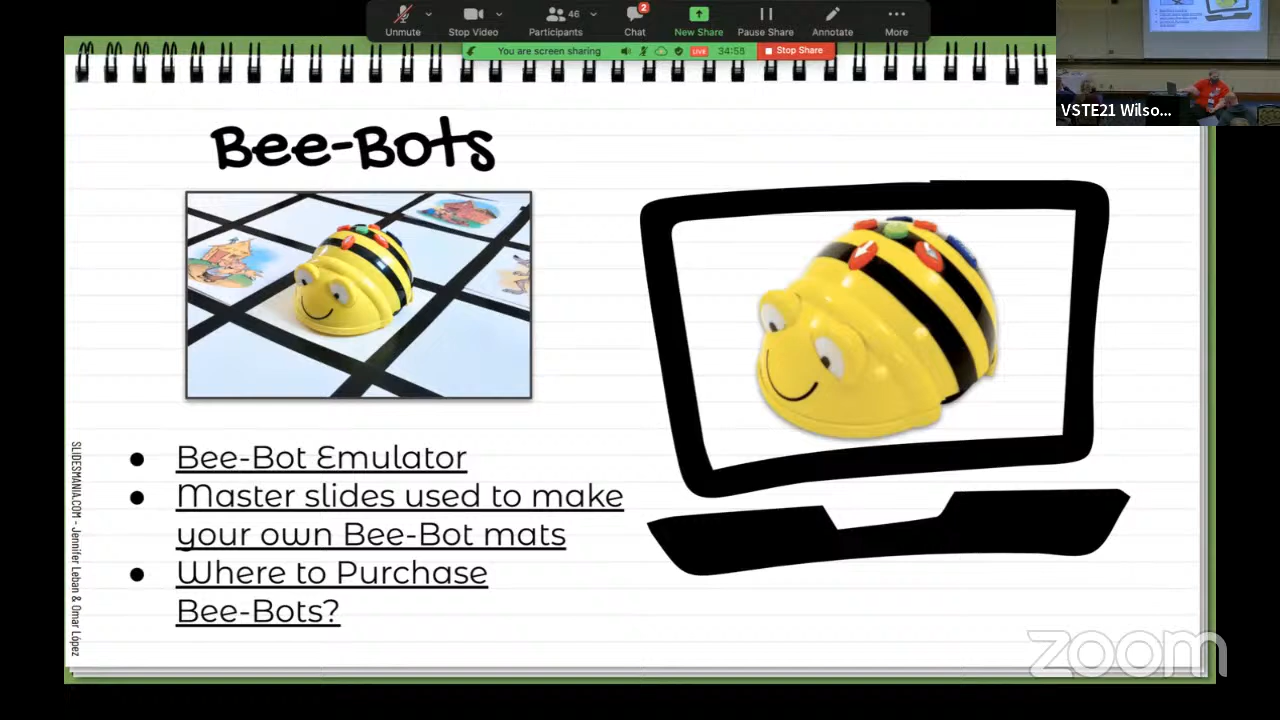 46
2
Unmute
Stop Video
Participants
Chat
New Share
Pause Share
Annotate
More
You are screen sharing
LIVE
34:58
Stop Share
VSTE21 Wilso...
Bee-Bots
Bee-Bot Emulator
Master slides used to make
your own Bee-Bot mats
Where to Purchase
Bee-Bots?
SLIDESMANIA.COM - Jennifer Leban & Omar López
zoom